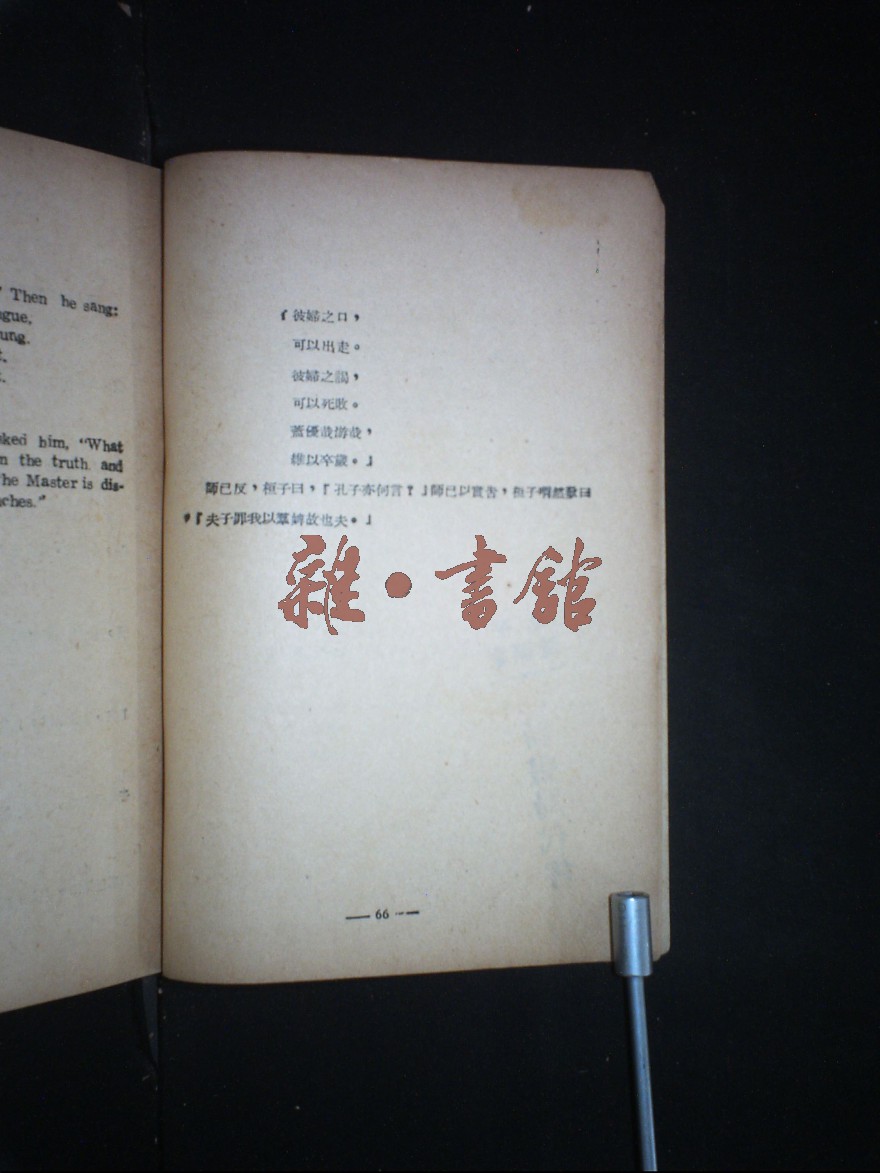 Then he sang:
gue,
ung.
t,
t.
ked him, "What
n the truth and
he Master is dis-
ches."
『彼婦之口，
可以出走。
彼婦之謁，
可以死敗。
蓋優哉游哉，
維以卒歲。』
師已反，桓子曰，『孔子亦何言？』師已以實告，桓子喟然歎曰
，『夫子罪我以羣婢故也夫。』
雜·書館
— 66 —